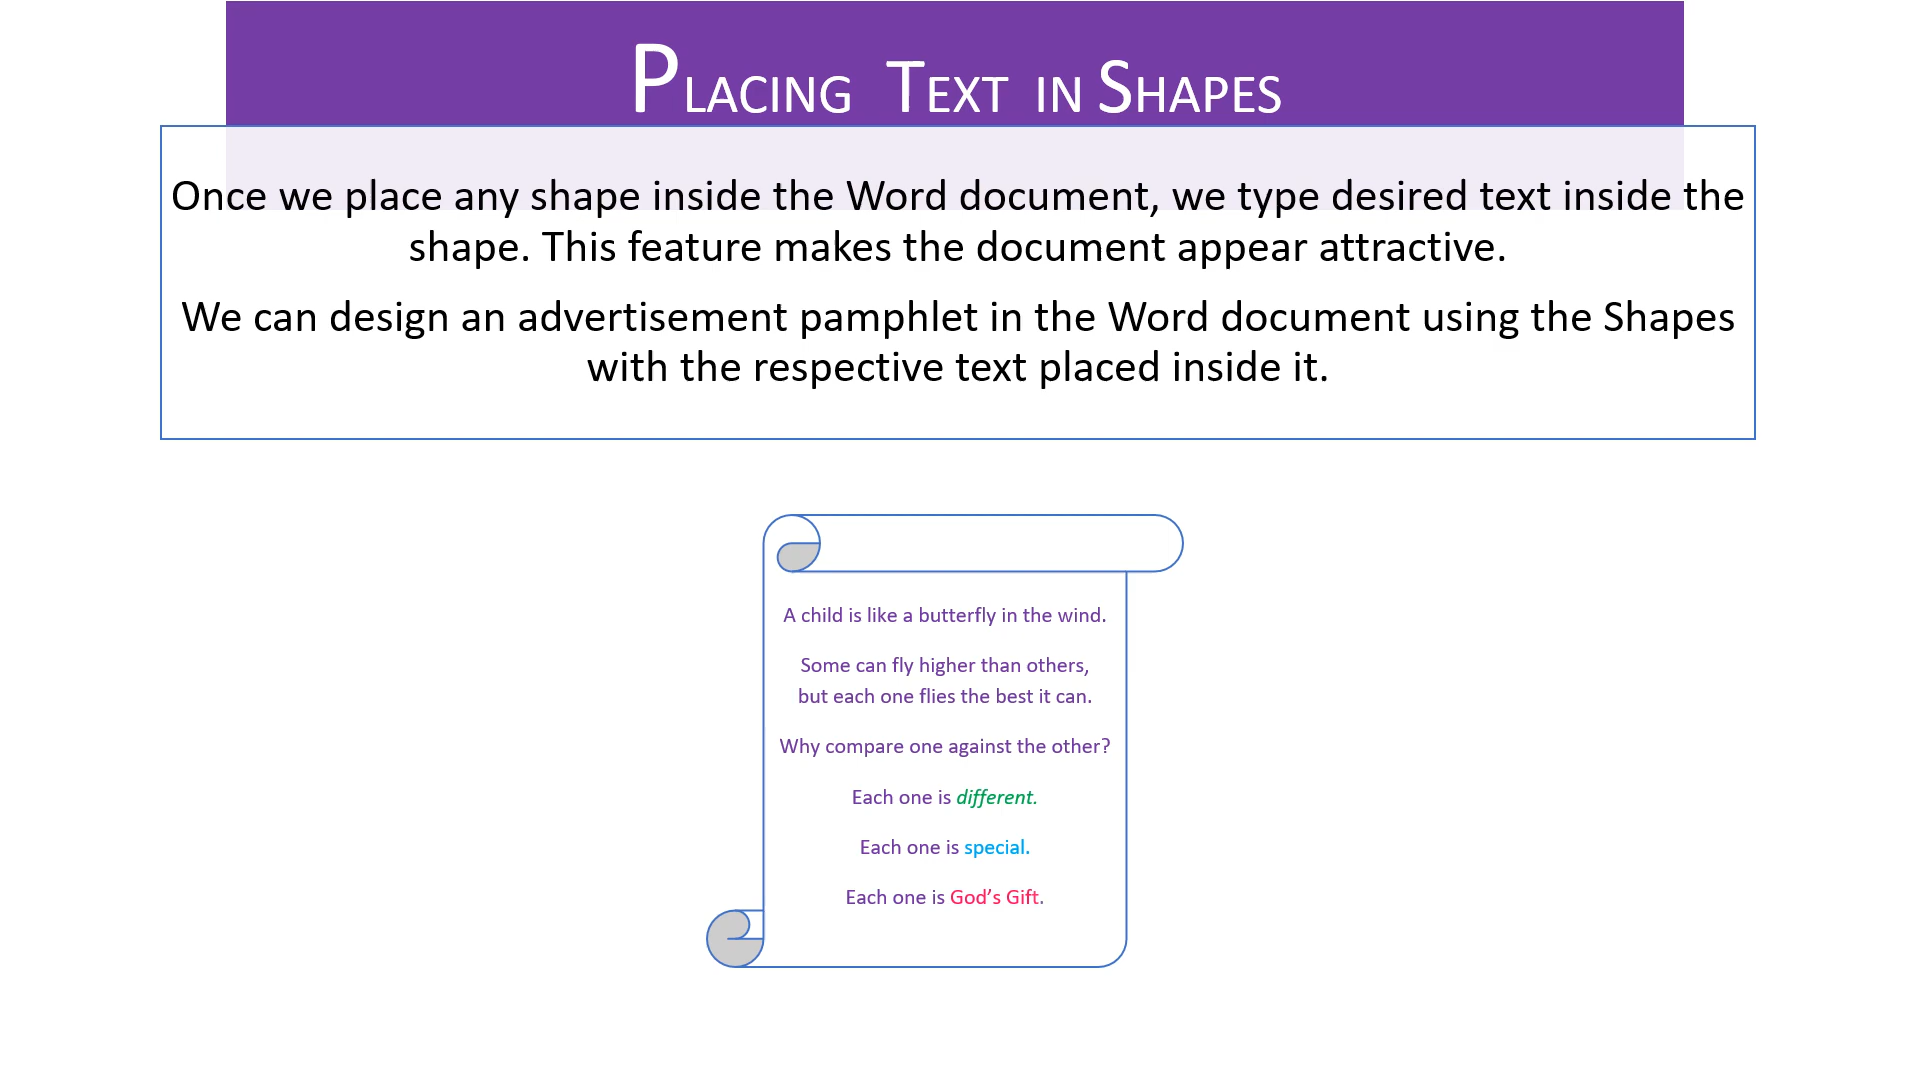 Placing Text in Shapes
Once we place any shape inside the Word document, we type desired text inside the
shape. This feature makes the document appear attractive.
We can design an advertisement pamphlet in the Word document using the Shapes
with the respective text placed inside it.
A child is like a butterfly in the wind.
Some can fly higher than others,
but each one flies the best it can.
Why compare one against the other?
Each one is different.
Each one is special.
Each one is God’s Gift.